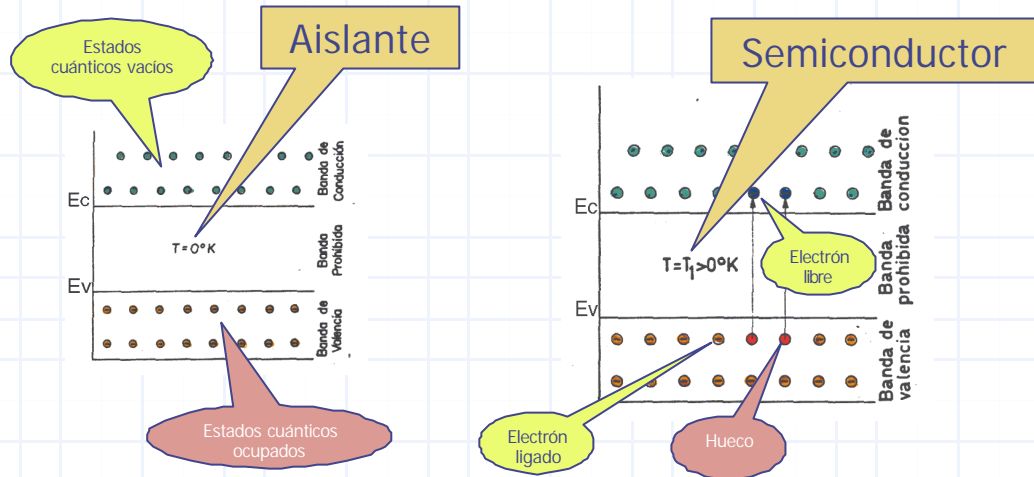 Estados
cuánticos vacíos
Aislante
Banda de
Conducción
Ec
T=0°K
Banda
Prohibida
Ev
Banda de
Valencia
Estados cuánticos
ocupados
Semiconductor
Banda de
conduccion
Ec
Electrón
libre
T=T₁>0°K
Banda
prohibida
Ev
Banda de
valencia
Electrón
ligado
Hueco